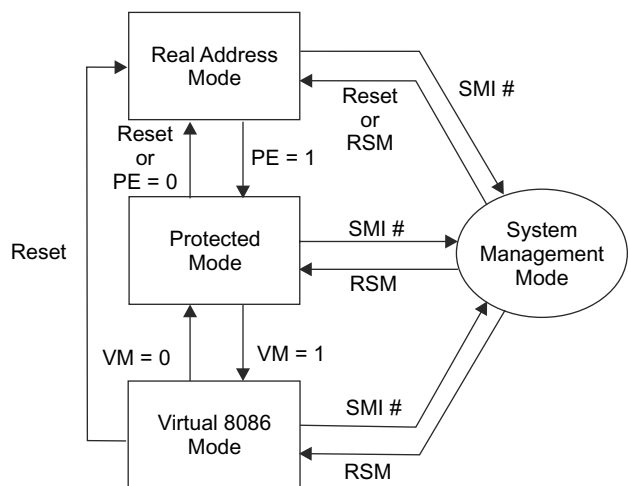 Real Address
Mode
SMI #
Reset
or
RSM
Reset
or
PE = 0
PE = 1
Protected
Mode
SMI #
RSM
System
Management
Mode
Reset
VM = 0
VM = 1
Virtual 8086
Mode
SMI #
RSM